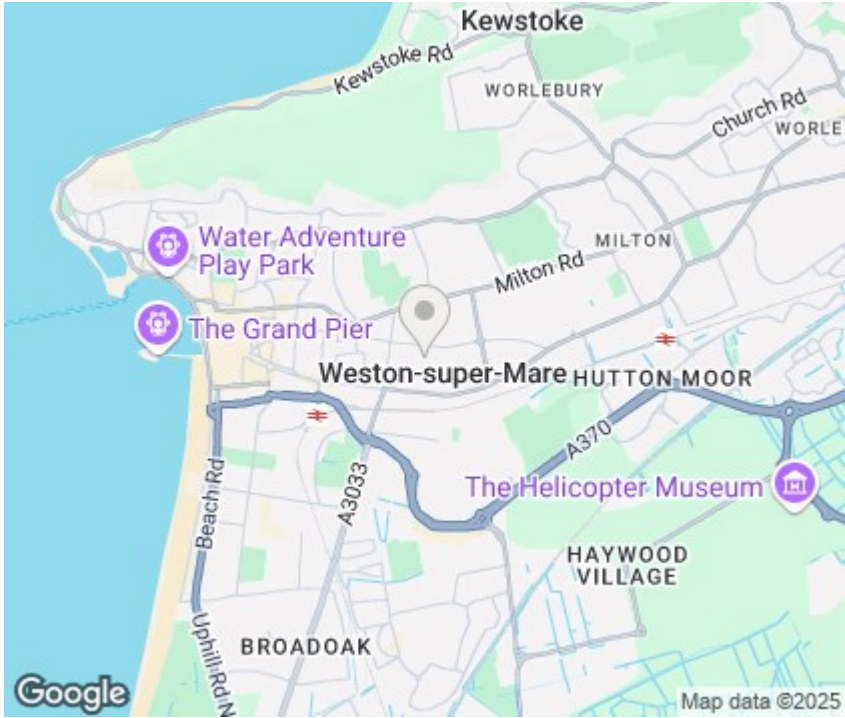 Kewstoke
Kewstoke Rd
WORLEBURY
Church Rd
WORLE
Water Adventure
Play Park
MILTON
Milton Rd
The Grand Pier
Weston-super-Mare
HUTTON MOOR
A370
Beach Rd
A3033
The Helicopter Museum
HAYWOOD
VILLAGE
Uphill Rd N
BROADOAK
Google
Map data ©2025